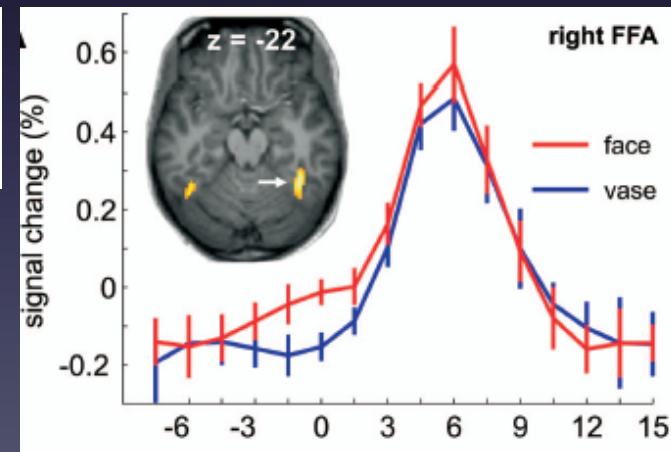 z = -22
right FFA
face
vase
signal change (%)
0.6
0.4
0.2
0
-0.2
-6 -3 0 3 6 9 12 15